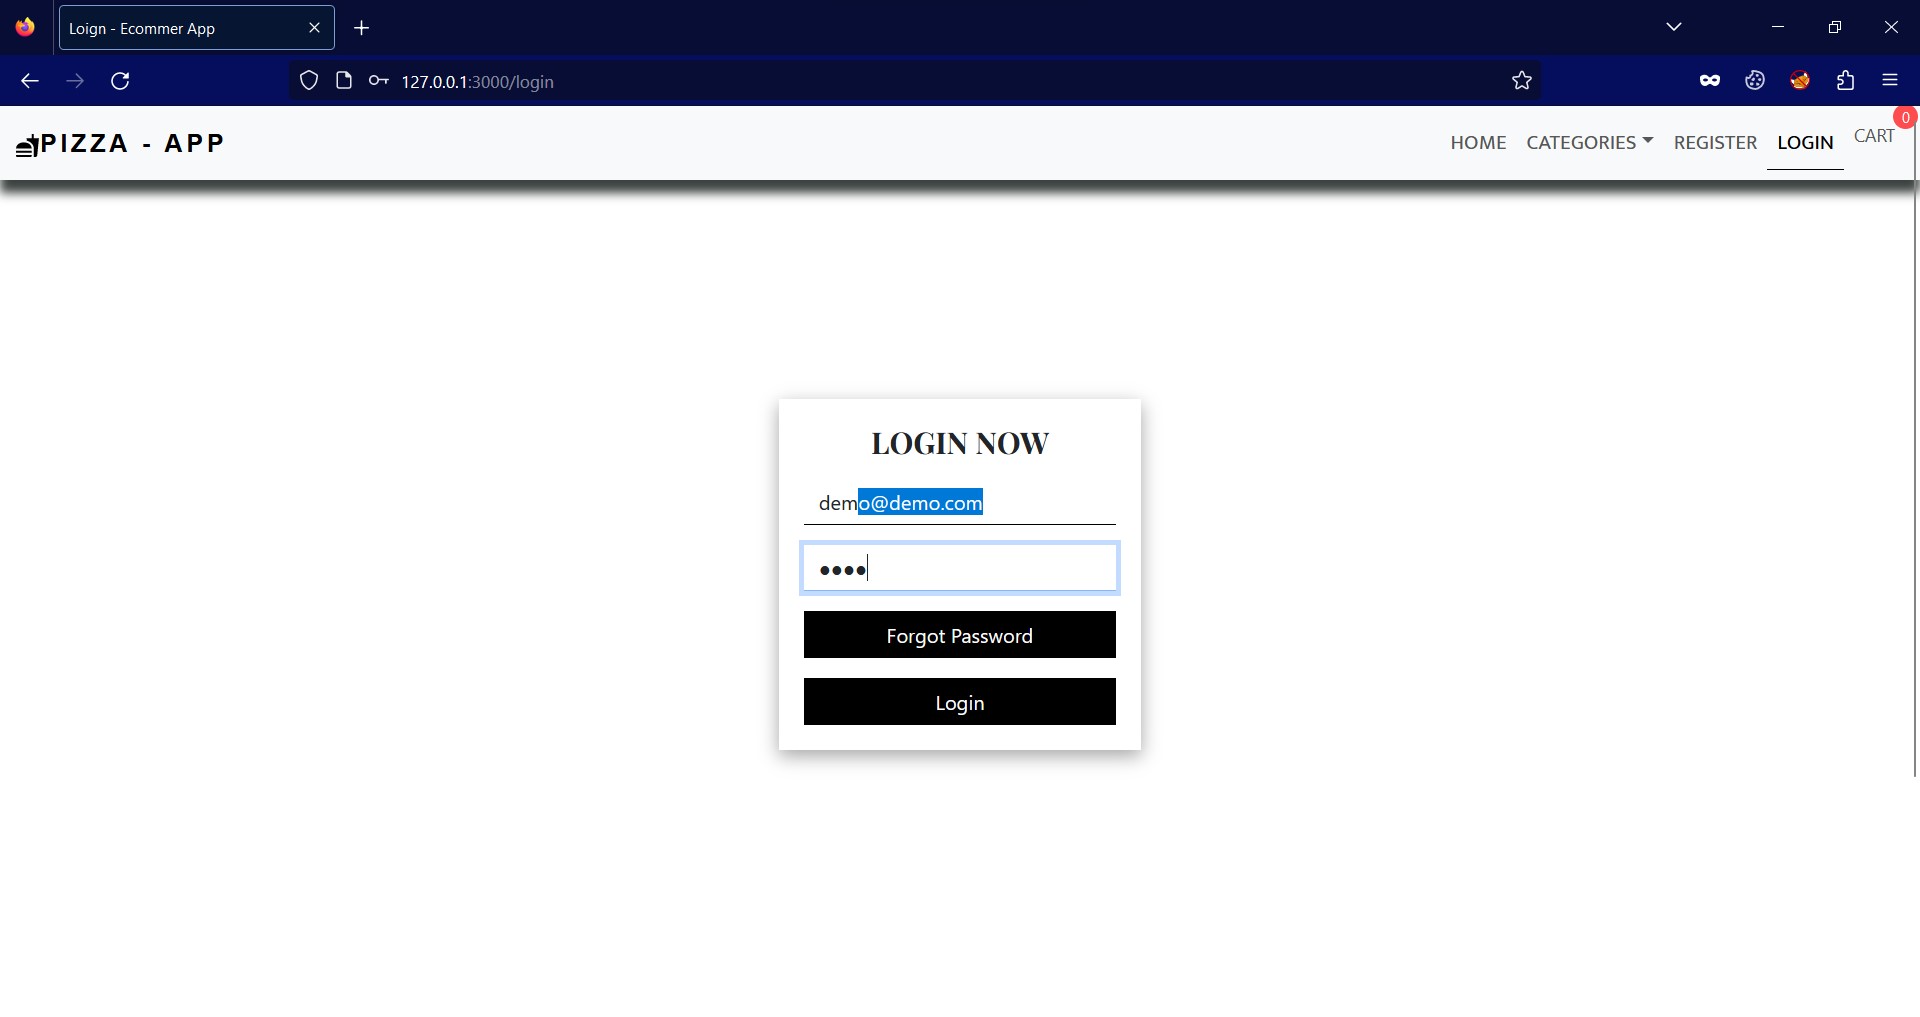 Loign - Ecommer App
127.0.0.1:3000/login
0
PIZZA - APP
HOME CATEGORIES REGISTER LOGIN CART
LOGIN NOW
demo@demo.com
●●●●
Forgot Password
Login